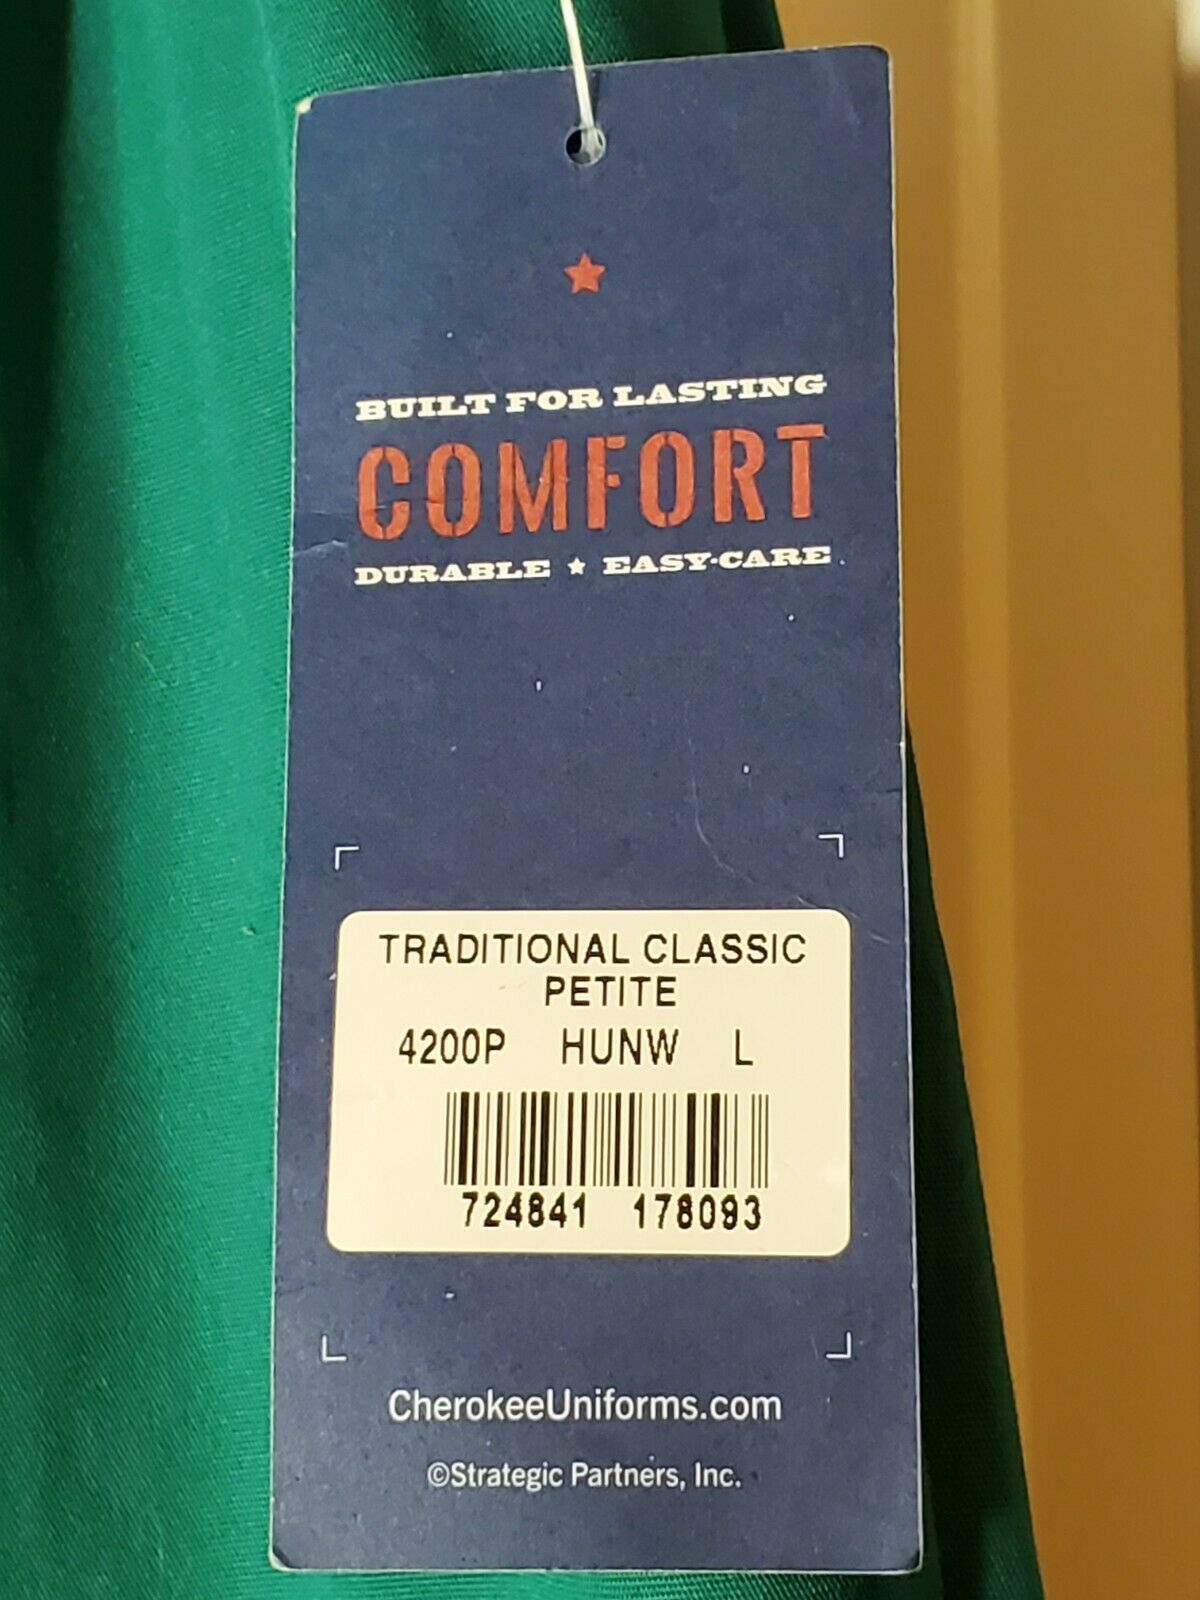 BUILT FOR LASTING
COMFORT
DURABLE ★ EASY-CARE
TRADITIONAL CLASSIC
PETITE
4200P HUNW L
724841 178093
CherokeeUniforms.com
©Strategic Partners, Inc.